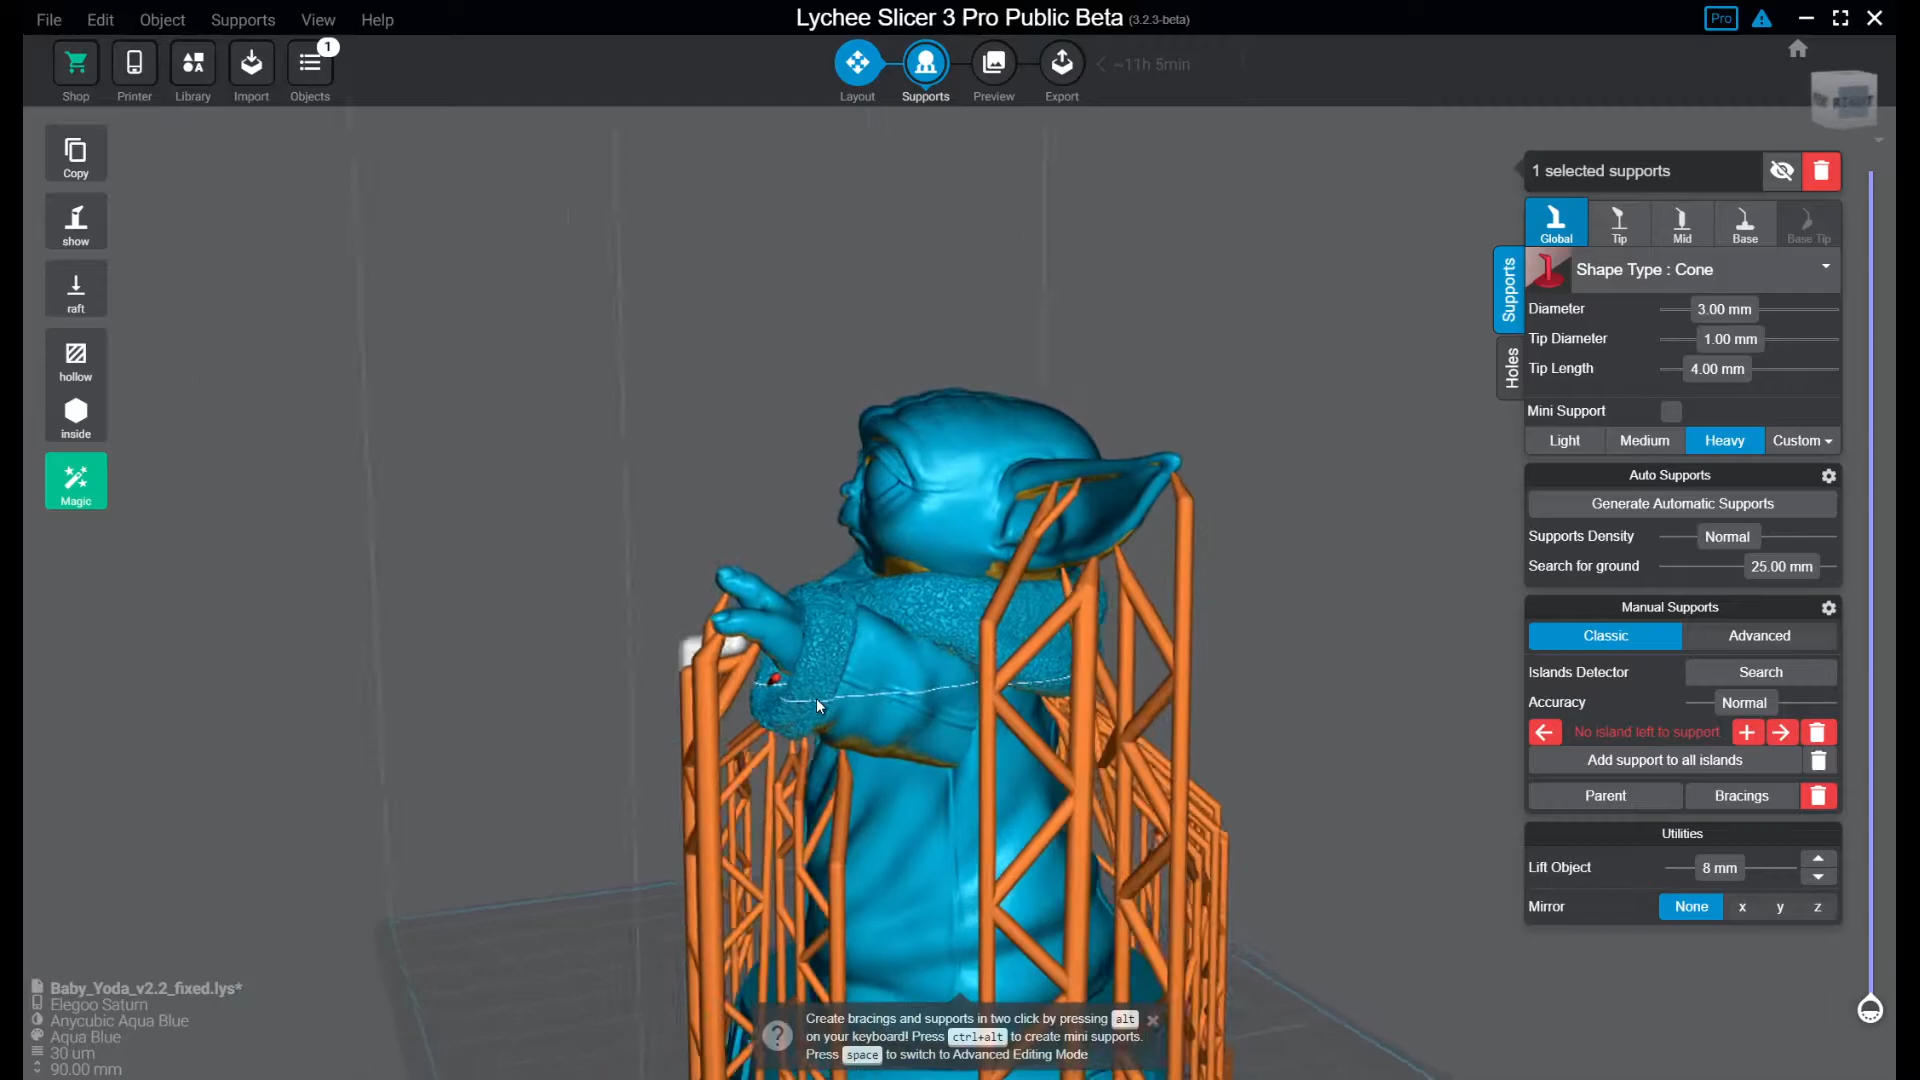 File Edit Object Supports View Help
Lychee Slicer 3 Pro Public Beta (3.2.3-beta)
Pro
1
Shop Printer Library Import Objects
Layout Supports Preview Export
~11h 5min
RIGHT
Copy
show
raft
hollow
inside
Magic
1 selected supports
Global Tip Mid Base Base Tip
Supports
Holes
Shape Type : Cone
Diameter 3.00 mm
Tip Diameter 1.00 mm
Tip Length 4.00 mm
Mini Support
Light Medium Heavy Custom
Auto Supports
Generate Automatic Supports
Supports Density Normal
Search for ground 25.00 mm
Manual Supports
Classic Advanced
Islands Detector Search
Accuracy Normal
No island left to support
Add support to all islands
Parent Bracings
Utilities
Lift Object 8 mm
Mirror None x y z
Baby_Yoda_v2.2_fixed.lys*
Elegoo Saturn
Anycubic Aqua Blue
Aqua Blue
30 um
90.00 mm
Create bracings and supports in two click by pressing alt
on your keyboard! Press ctrl+alt to create mini supports.
Press space to switch to Advanced Editing Mode